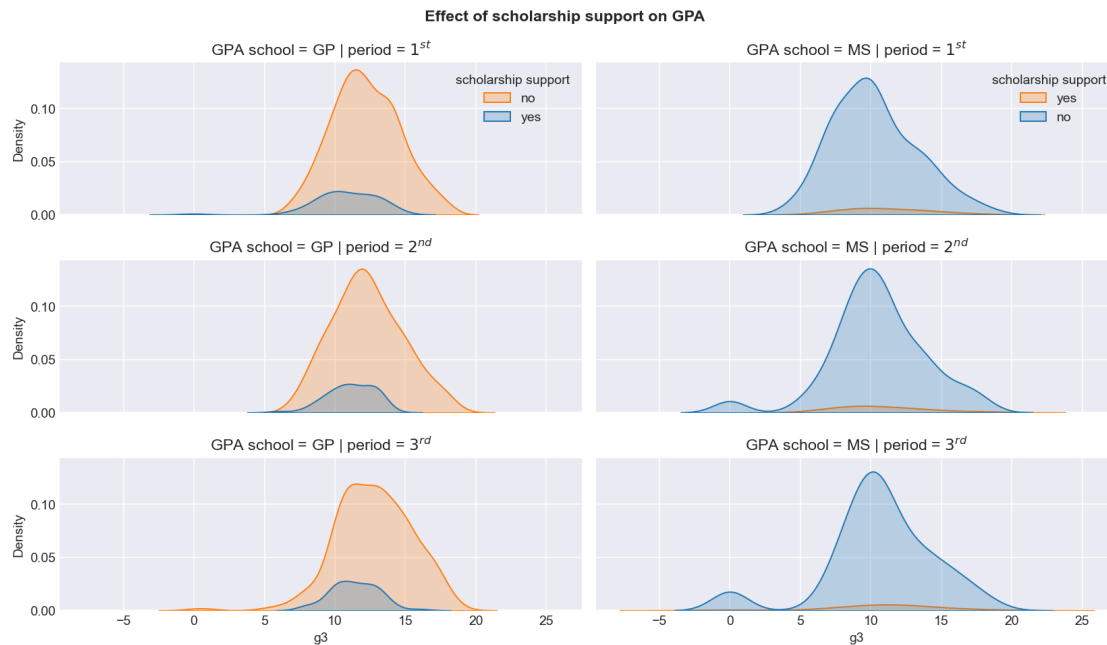 Effect of scholarship support on GPA
GPA school = GP | period = 1st
GPA school = MS | period = 1st
scholarship support
no
yes
scholarship support
yes
no
Density
0.10
0.05
0.00
GPA school = GP | period = 2nd
GPA school = MS | period = 2nd
Density
0.10
0.05
0.00
GPA school = GP | period = 3rd
GPA school = MS | period = 3rd
Density
0.10
0.05
0.00
−5 0 5 10 15 20 25
−5 0 5 10 15 20 25
g3
g3